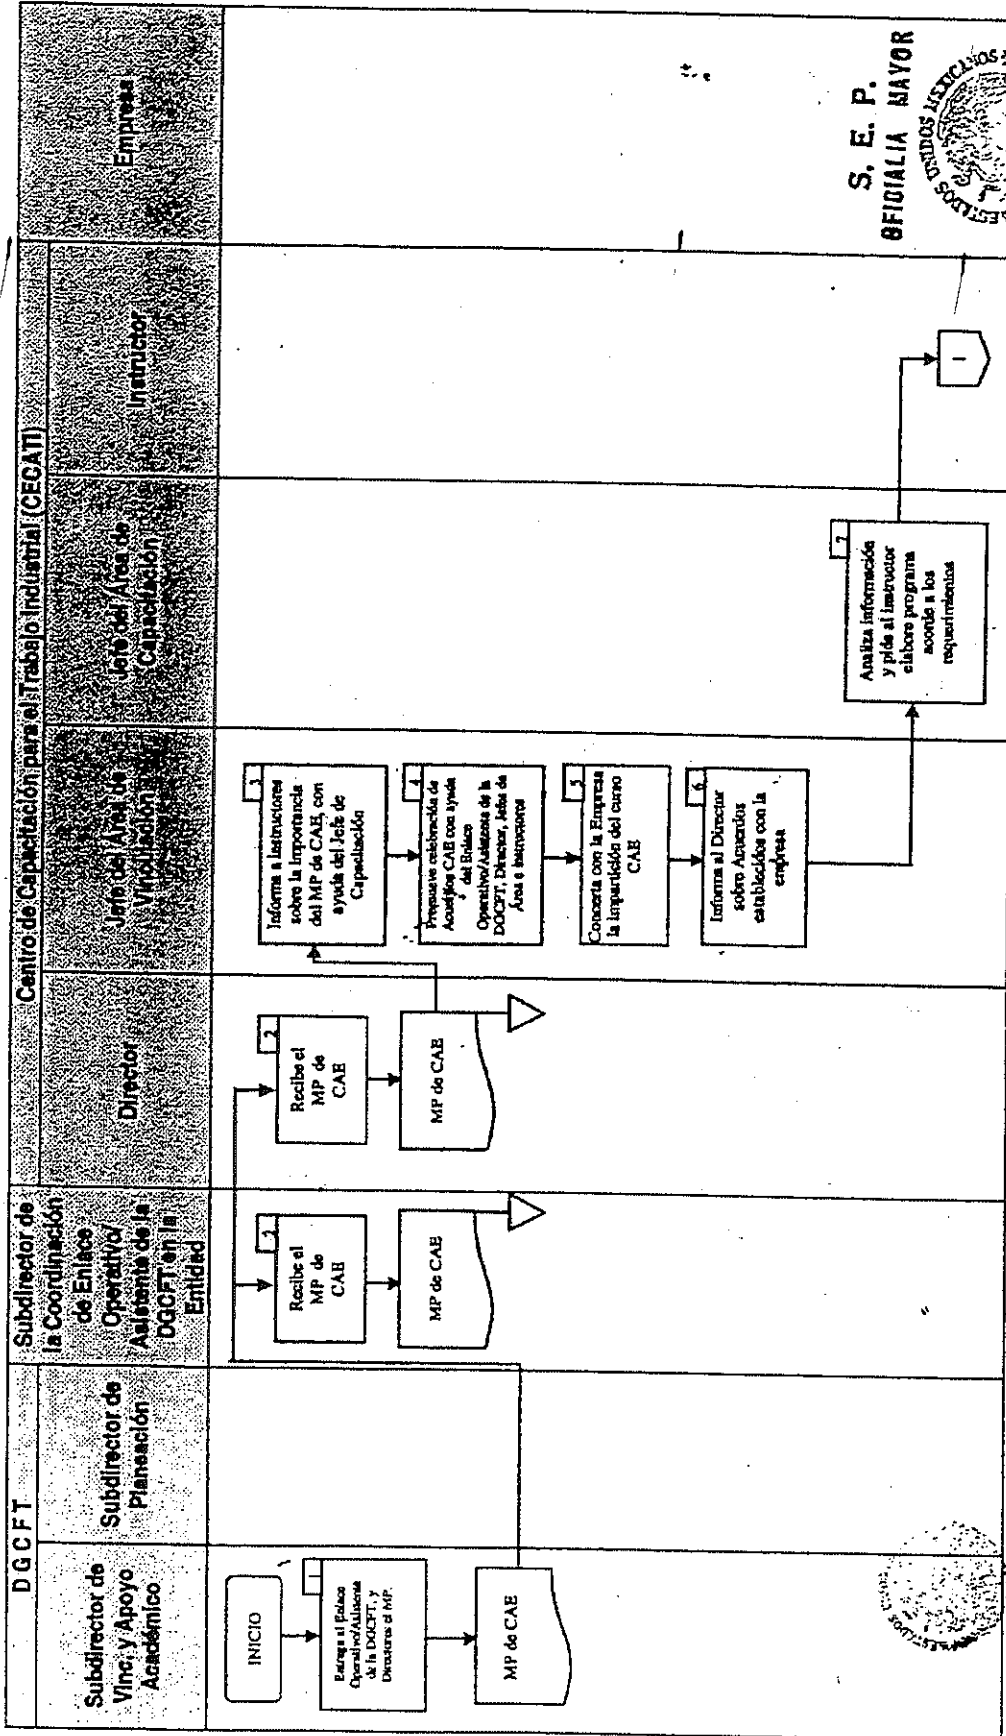 D G C F T
Subdirector de
Vinc. y Apoyo
Académico
Subdirector de
Planeación
Subdirector de
la Coordinación
de Enlace
Operativo/
Asistente de la
DGCFT en la
Entidad
Centro de Capacitación para el Trabajo Industrial (CECATI)
Director
Jefe del Área de
Vinculación
Jefe del Área de
Capacitación
Instructor
Empresa
INICIO
1
Entrega al Enlace
Operativo/Asistente
de la DGCFT, y
Directores el MP.
MP de CAE
2
Recibe el
MP de
CAE
MP de CAE
2
Recibe el
MP de
CAE
MP de CAE
3
Informa a instructores
sobre la importancia
del MP de CAE, con
ayuda del Jefe de
Capacitación
4
Promueve celebración de
Acuerdos CAE con ayuda
del Enlace
Operativo/Asistente de la
DGCFT, Director, Jefes de
Área e instructores
5
Concerta con la Empresa
la impartición del curso
CAE
6
Informa al Director
sobre Acuerdos
establecidos con la
empresa
7
Analiza información
y pide al instructor
elabore programa
acorde a los
requerimientos
1
S. E. P.
OFICIALIA MAYOR
ESTADOS UNIDOS MEXICANOS